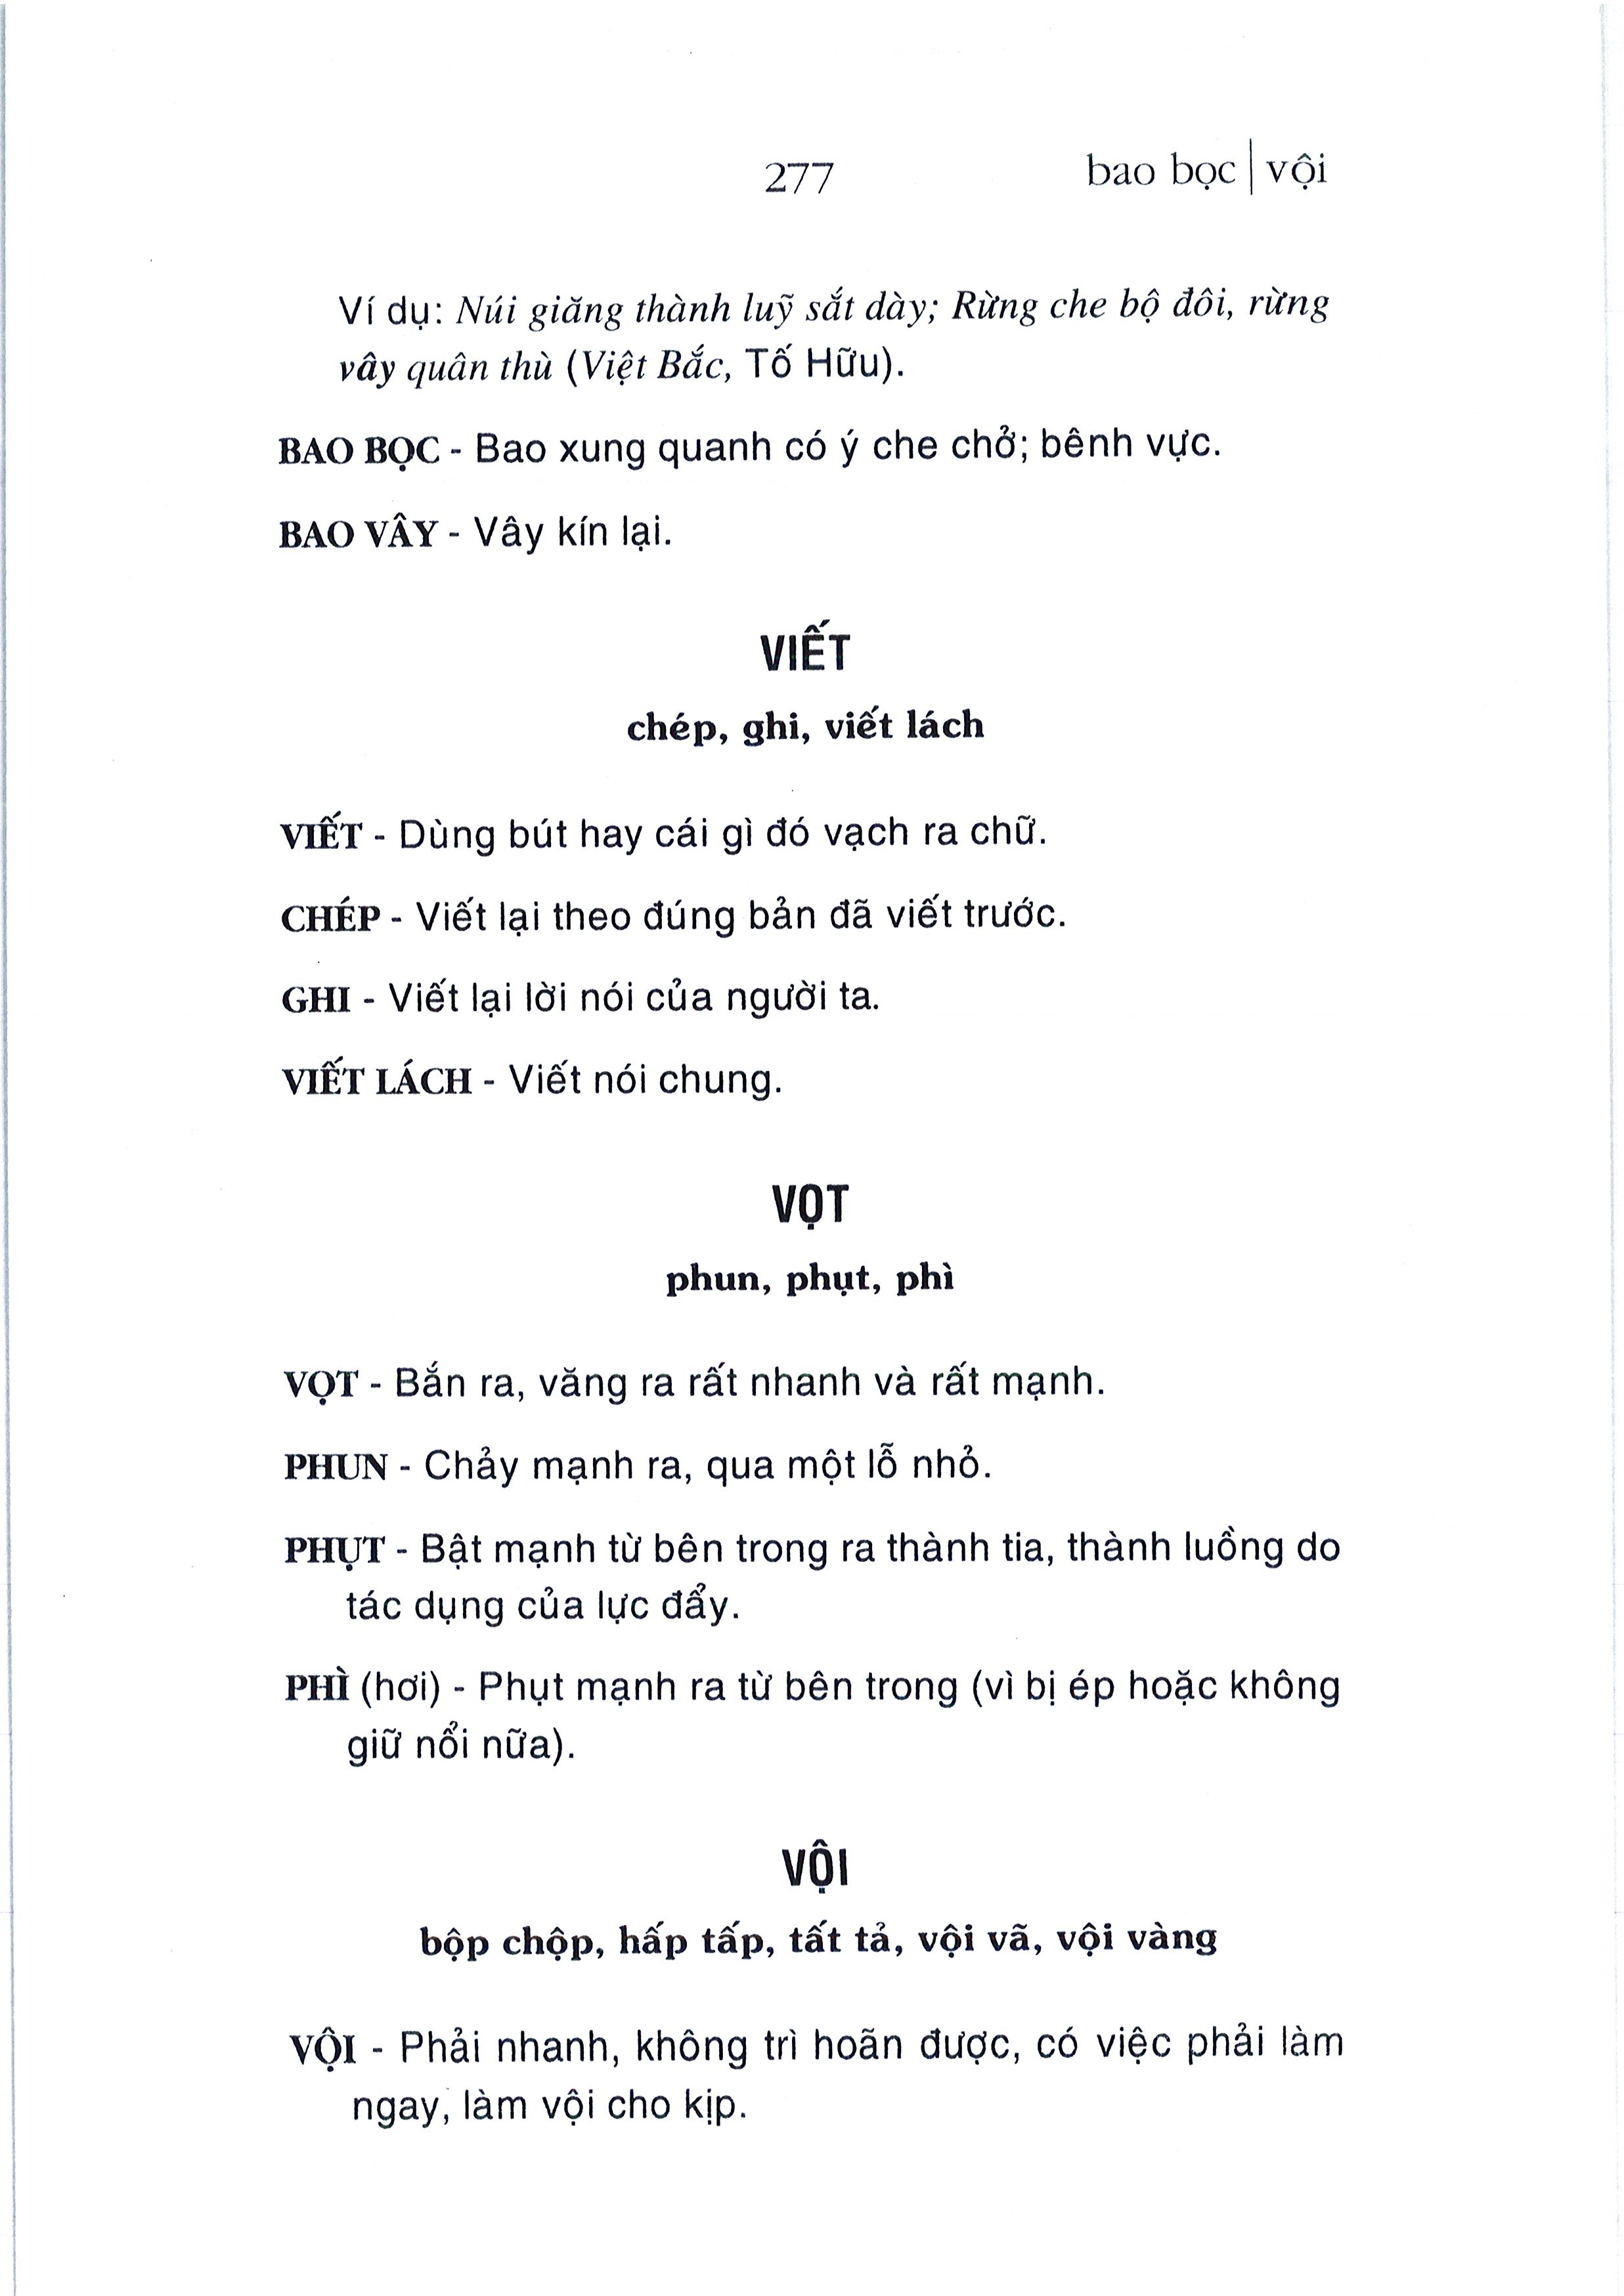 277
bao bọc | vội
Ví dụ: Núi giăng thành luỹ sắt dày; Rừng che bộ đôi, rừng
vây quân thù (Việt Bắc, Tố Hữu).
BAO BỌC - Bao xung quanh có ý che chở; bênh vực.
BAO VÂY - Vây kín lại.
VIẾT
chép, ghi, viết lách
VIẾT - Dùng bút hay cái gì đó vạch ra chữ.
CHÉP - Viết lại theo đúng bản đã viết trước.
GHI - Viết lại lời nói của người ta.
VIẾT LÁCH - Viết nói chung.
VỌT
phun, phụt, phì
VỌT - Bắn ra, văng ra rất nhanh và rất mạnh.
PHUN - Chảy mạnh ra, qua một lỗ nhỏ.
PHỤT - Bật mạnh từ bên trong ra thành tia, thành luồng do
tác dụng của lực đẩy.
PHÌ (hơi) - Phụt mạnh ra từ bên trong (vì bị ép hoặc không
giữ nổi nữa).
VỘI
bộp chộp, hấp tấp, tất tả, vội vã, vội vàng
VỘI - Phải nhanh, không trì hoãn được, có việc phải làm
ngay, làm vội cho kịp.